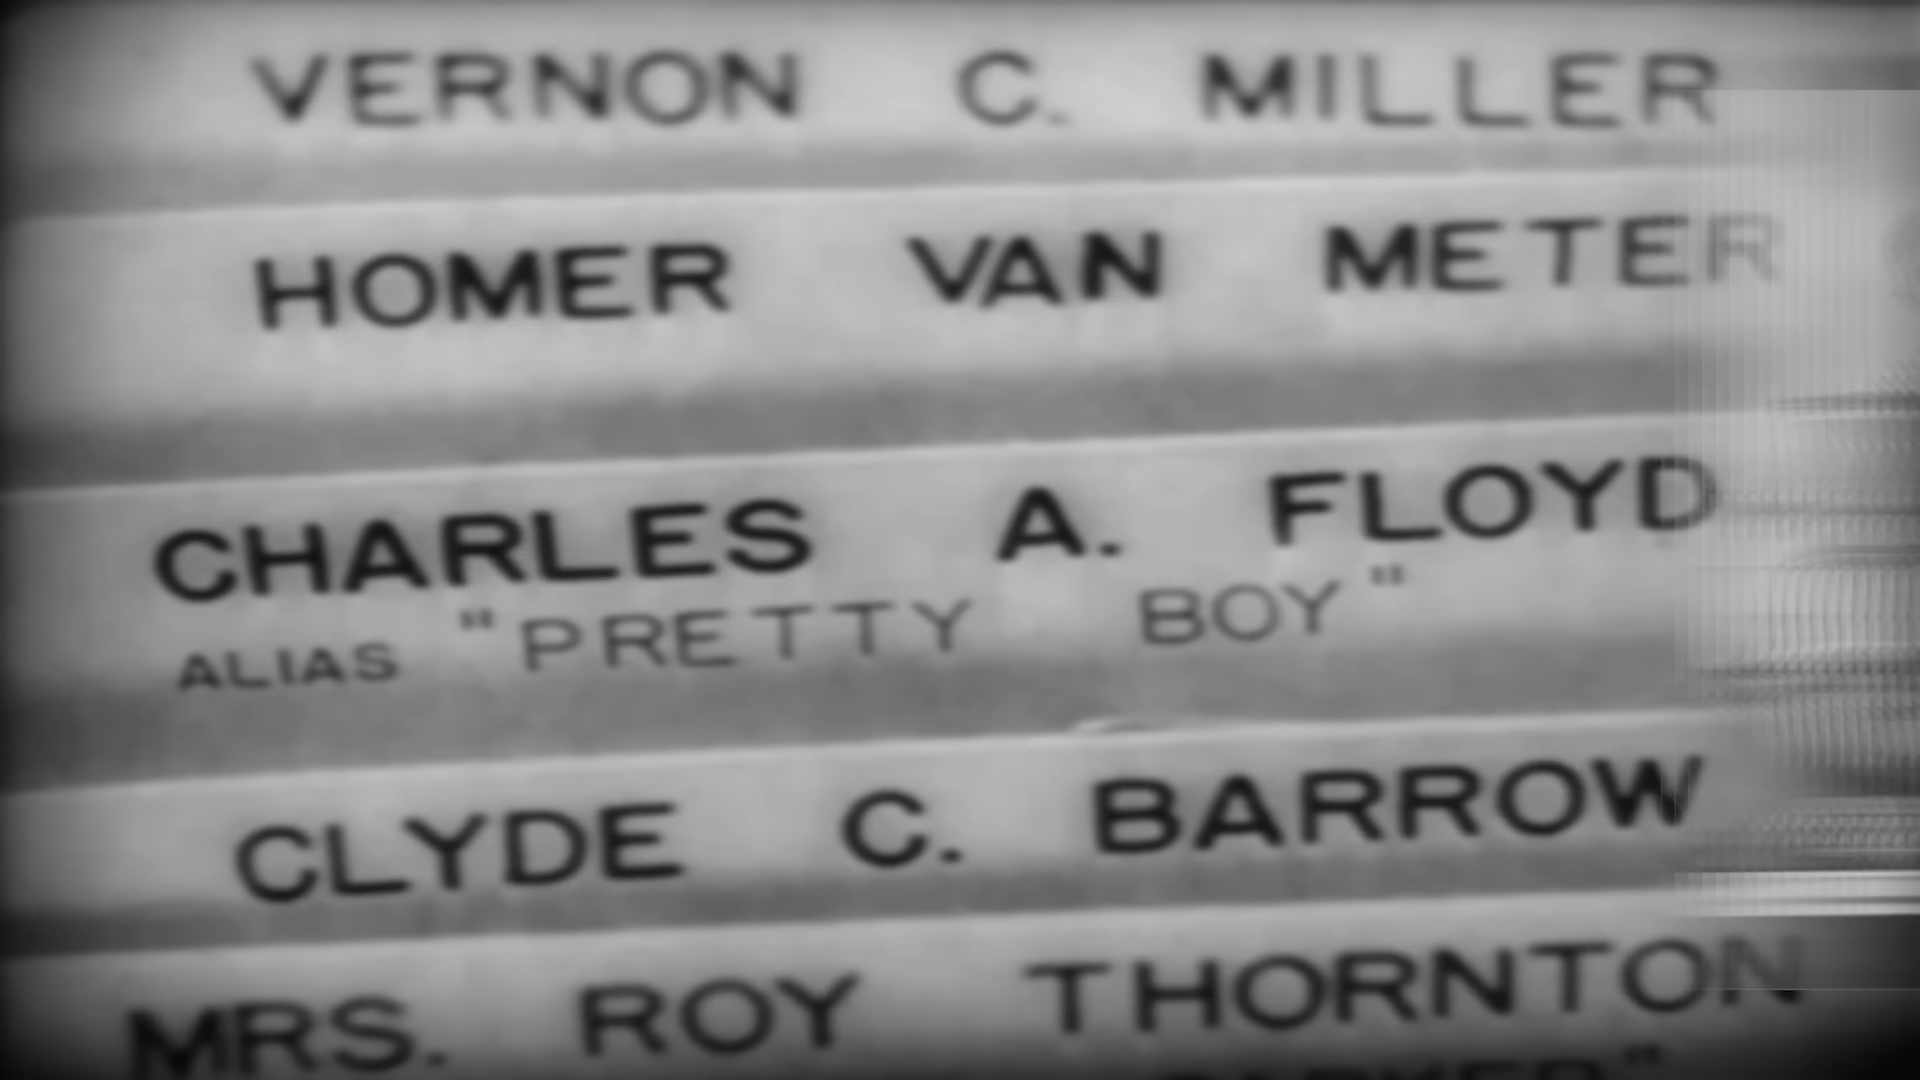 VERNON C. MILLER
HOMER VAN METER
CHARLES A. FLOYD
ALIAS "PRETTY BOY"
CLYDE C. BARROW
MRS. ROY THORNTON